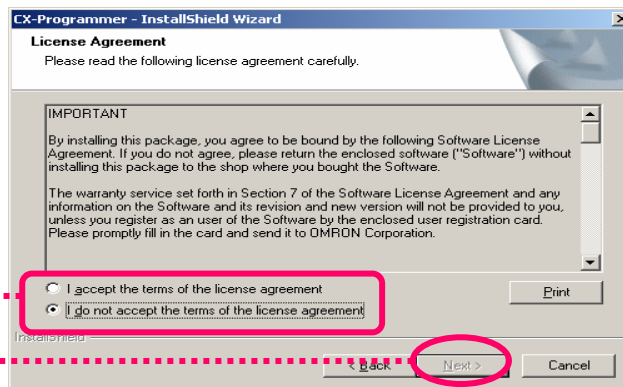 CX-Programmer - InstallShield Wizard
License Agreement
Please read the following license agreement carefully.
IMPORTANT
By installing this package, you agree to be bound by the following Software License
Agreement. If you do not agree, please return the enclosed software ("Software") without
installing this package to the shop where you bought the Software.
The warranty service set forth in Section 7 of the Software License Agreement and any
information on the Software and its revision and new version will not be provided to you,
unless you register as an user of the Software by the enclosed user registration card.
Please promptly fill in the card and send it to OMRON Corporation.
I accept the terms of the license agreement
Print
I do not accept the terms of the license agreement
InstallShield
< Back Next > Cancel